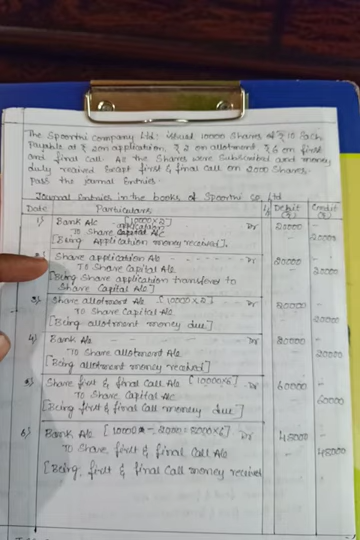 The Spoorthi Company Ltd: issued 10000 Shares of ₹10 Each
Payable at ₹ 2 on application, ₹ 2 on allotment, ₹ 6 on first
and final Call. All the Shares were Subscribed and money
duly received Except first & final call on 2000 Shares.
Pass the Journal Entries.
Journal Entries in the books of Spoorthi co, Ltd
Date Particulars Debit (₹) Credit (₹)
1) Bank A/c [10000×2] Dr 20000 -
To Share Capital A/c - 20000
[Being Application money received].
Share application A/c - - - - - - Dr 20000 -
To Share Capital A/c - 20000
[Being Share application transfer to
Share Capital A/c]
3) Share allotment A/c [10000×2] Dr 20000 -
To Share Capital A/c - 20000
[Being allotment money due]
4) Bank A/c - - - Dr 20000 -
To Share allotment A/c - 20000
[Being allotment money received]
Share first & final Call A/c [10000×6] Dr 60000 -
To Share Capital A/c - 60000
[Being first & final Call money due]
6) Bank A/c [10000 - 2000 = 8000×6] Dr 48000 -
To Share first & final Call A/c - 48000
[Being, first & final Call money received